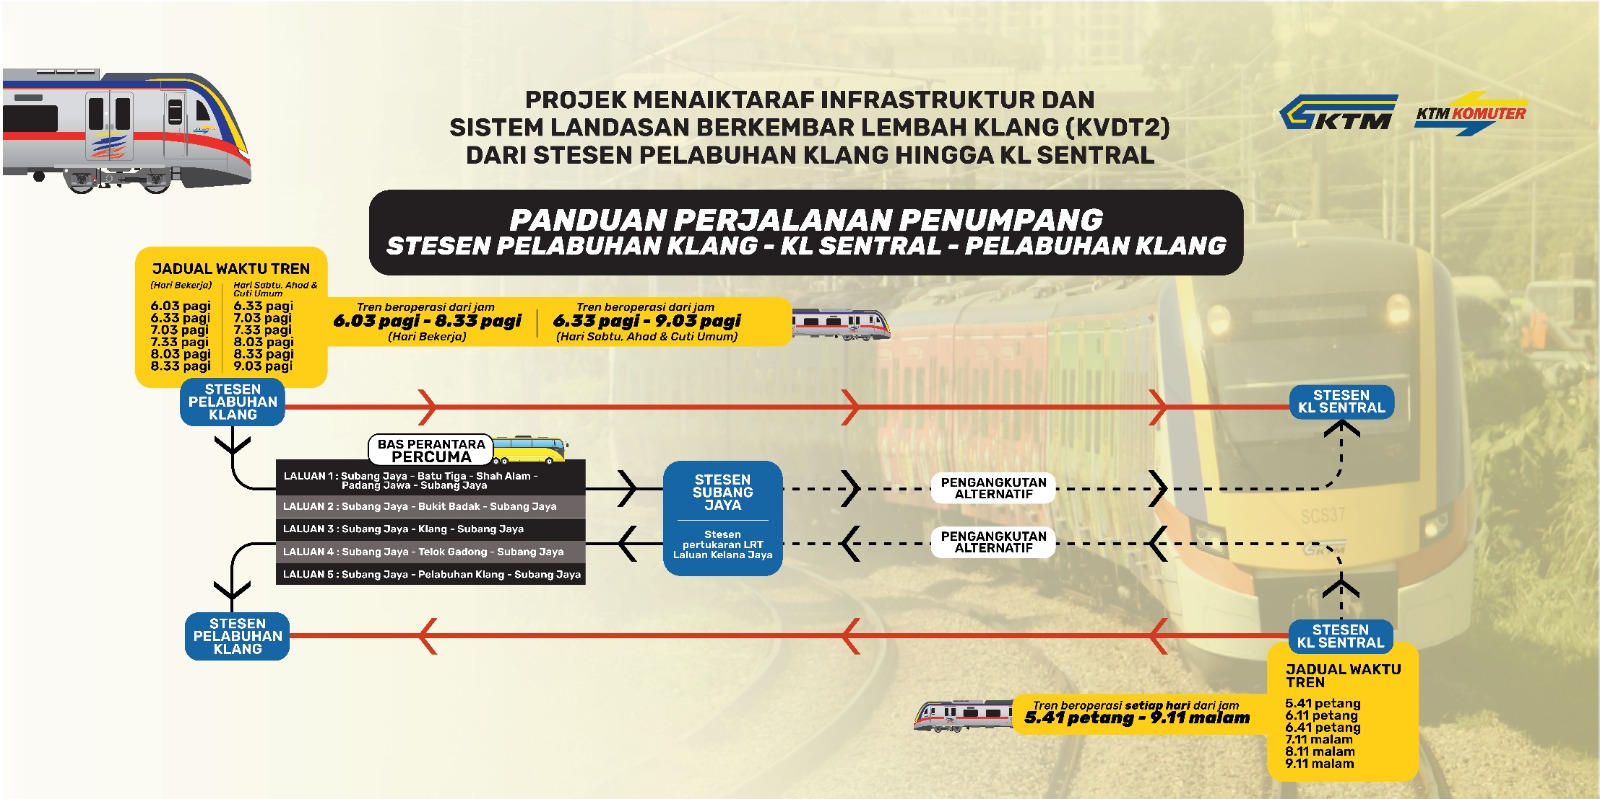 PROJEK MENAIKTARAF INFRASTRUKTUR DAN
SISTEM LANDASAN BERKEMBAR LEMBAH KLANG (KVDT2)
DARI STESEN PELABUHAN KLANG HINGGA KL SENTRAL
KTM
KTM KOMUTER
PANDUAN PERJALANAN PENUMPANG
STESEN PELABUHAN KLANG - KL SENTRAL - PELABUHAN KLANG
JADUAL WAKTU TREN
(Hari Bekerja)
6.03 pagi
6.33 pagi
7.03 pagi
7.33 pagi
8.03 pagi
8.33 pagi
Hari Sabtu, Ahad &
Cuti Umum
6.33 pagi
7.03 pagi
7.33 pagi
8.03 pagi
8.33 pagi
9.03 pagi
Tren beroperasi dari jam
6.03 pagi - 8.33 pagi
(Hari Bekerja)
Tren beroperasi dari jam
6.33 pagi - 9.03 pagi
(Hari Sabtu, Ahad & Cuti Umum)
STESEN
PELABUHAN
KLANG
STESEN
KL SENTRAL
BAS PERANTARA
PERCUMA
LALUAN 1 : Subang Jaya - Batu Tiga - Shah Alam -
Padang Jawa - Subang Jaya
LALUAN 2 : Subang Jaya - Bukit Badak - Subang Jaya
LALUAN 3 : Subang Jaya - Klang - Subang Jaya
LALUAN 4 : Subang Jaya - Telok Gadong - Subang Jaya
LALUAN 5 : Subang Jaya - Pelabuhan Klang - Subang Jaya
STESEN
SUBANG
JAYA
Stesen
pertukaran LRT
Laluan Kelana Jaya
PENGANGKUTAN
ALTERNATIF
PENGANGKUTAN
ALTERNATIF
SCS37
STESEN
PELABUHAN
KLANG
STESEN
KL SENTRAL
JADUAL WAKTU
TREN
5.41 petang
6.11 petang
6.41 petang
7.11 malam
8.11 malam
9.11 malam
Tren beroperasi setiap hari dari jam
5.41 petang - 9.11 malam